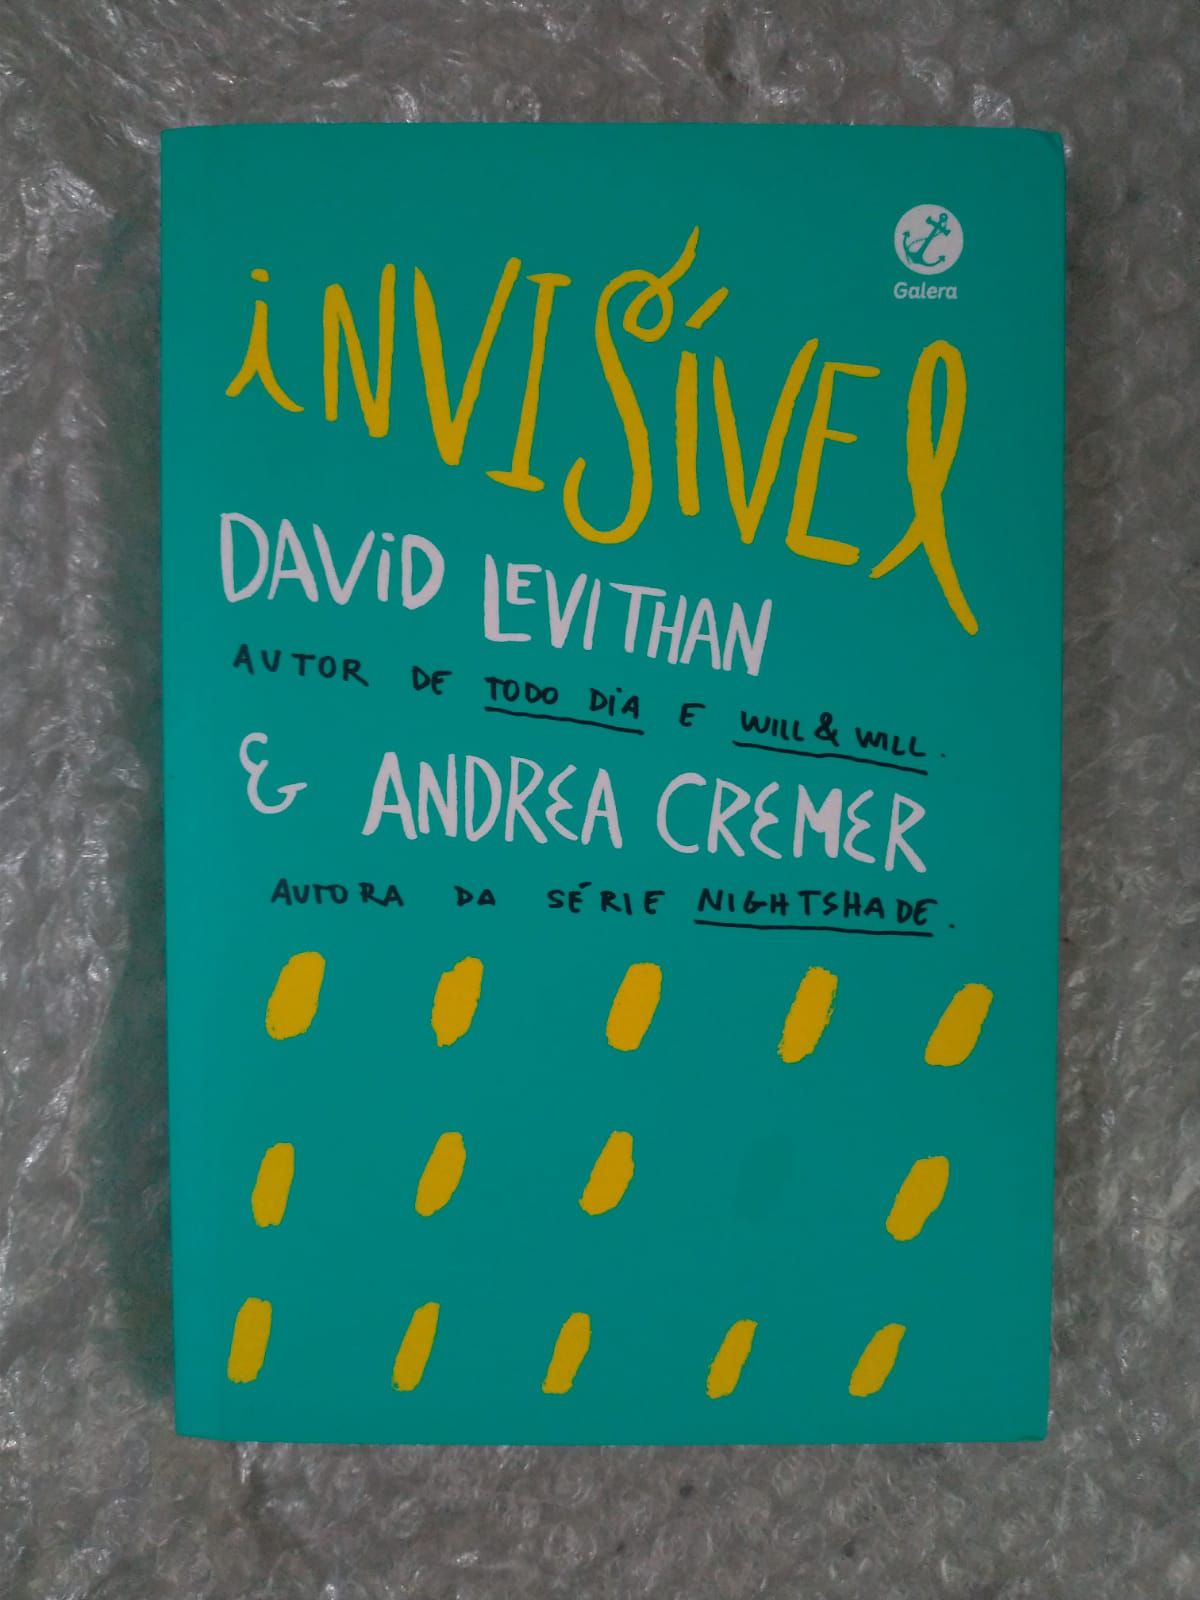 Galera
iNVISÍVEl
DAViD LEVITHAN
AUTOR DE TODO DiA E WILL & WILL.
& ANDREA CREMER
AUTORA DA SÉRIE NIGHTSHADE.